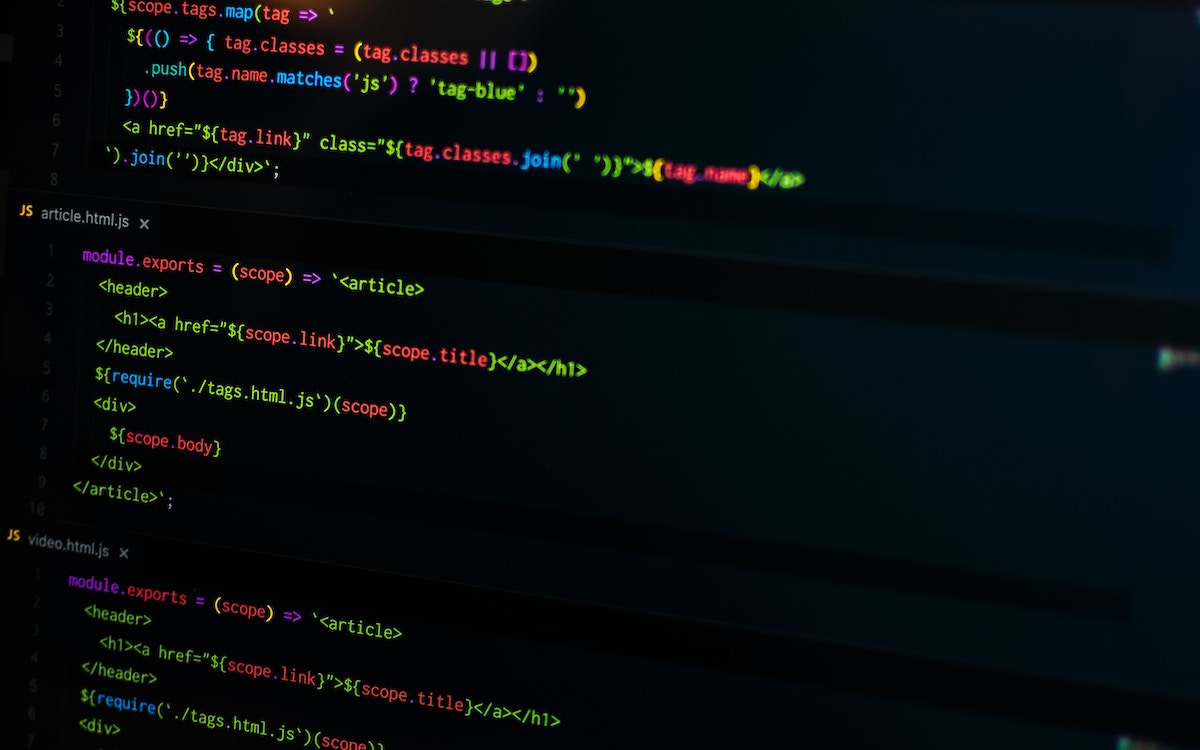 2
${scope.tags.map(tag => `
3
${(() => { tag.classes = (tag.classes || [])
4
.push(tag.name.matches('js') ? 'tag-blue' : "")
5
})()}
6
<a href="${tag.link}" class="${tag.classes.join(" ")}">${tag.name}</a>
7
`).join('')}</div>`;
8
JS article.html.js ×
1 module.exports = (scope) => `<article>
2 <header>
3 <h1><a href="${scope.link}">${scope.title}</a></h1>
4 </header>
5 ${require(`./tags.html.js`)(scope)}
6 <div>
7 ${scope.body}
8 </div>
9 </article>`;
10
JS video.html.js ×
1 module.exports = (scope) => `<article>
2 <header>
3 <h1><a href="${scope.link}">${scope.title}</a></h1>
4 </header>
5 ${require(`./tags.html.js`)(scope)}
6 <div>
7